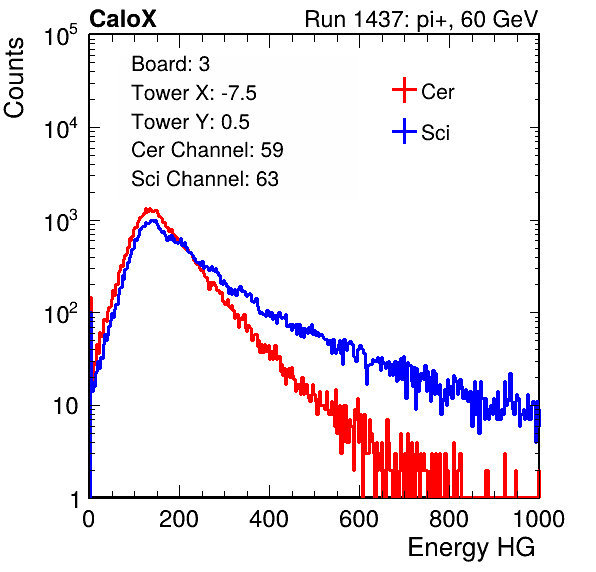 CaloX Run 1437: pi+, 60 GeV
Counts
Board: 3
Tower X: -7.5
Tower Y: 0.5
Cer Channel: 59
Sci Channel: 63
Cer
Sci
10^5
10^4
10^3
10^2
10
1
0 200 400 600 800 1000
Energy HG